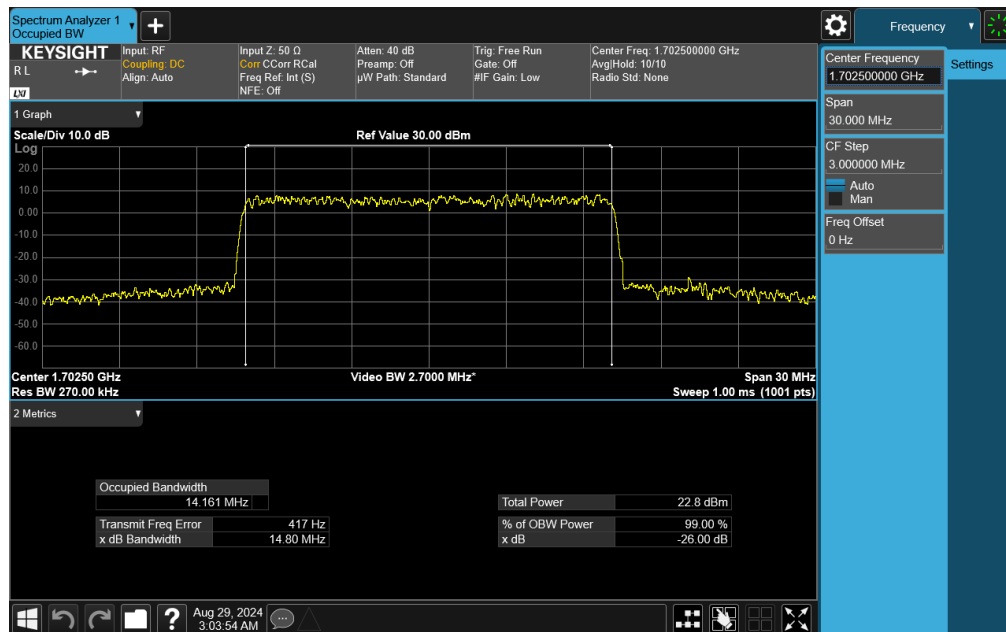 Spectrum Analyzer 1
Occupied BW
Frequency
KEYSIGHT
R L
LXI
Input: RF
Coupling: DC
Align: Auto
Input Z: 50 Ω
Corr CCorr RCal
Freq Ref: Int (S)
NFE: Off
Atten: 40 dB
Preamp: Off
µW Path: Standard
Trig: Free Run
Gate: Off
#IF Gain: Low
Center Freq: 1.702500000 GHz
Avg|Hold: 10/10
Radio Std: None
Center Frequency
1.702500000 GHz
Settings
Span
30.000 MHz
CF Step
3.000000 MHz
Auto
Man
Freq Offset
0 Hz
1 Graph
Scale/Div 10.0 dB
Ref Value 30.00 dBm
Log
20.0
10.0
0.00
-10.0
-20.0
-30.0
-40.0
-50.0
-60.0
Center 1.70250 GHz
Video BW 2.7000 MHz*
Span 30 MHz
Res BW 270.00 kHz
Sweep 1.00 ms (1001 pts)
2 Metrics
Occupied Bandwidth
14.161 MHz
Total Power 22.8 dBm
Transmit Freq Error 417 Hz
% of OBW Power 99.00 %
x dB Bandwidth 14.80 MHz
x dB -26.00 dB
Aug 29, 2024
3:03:54 AM